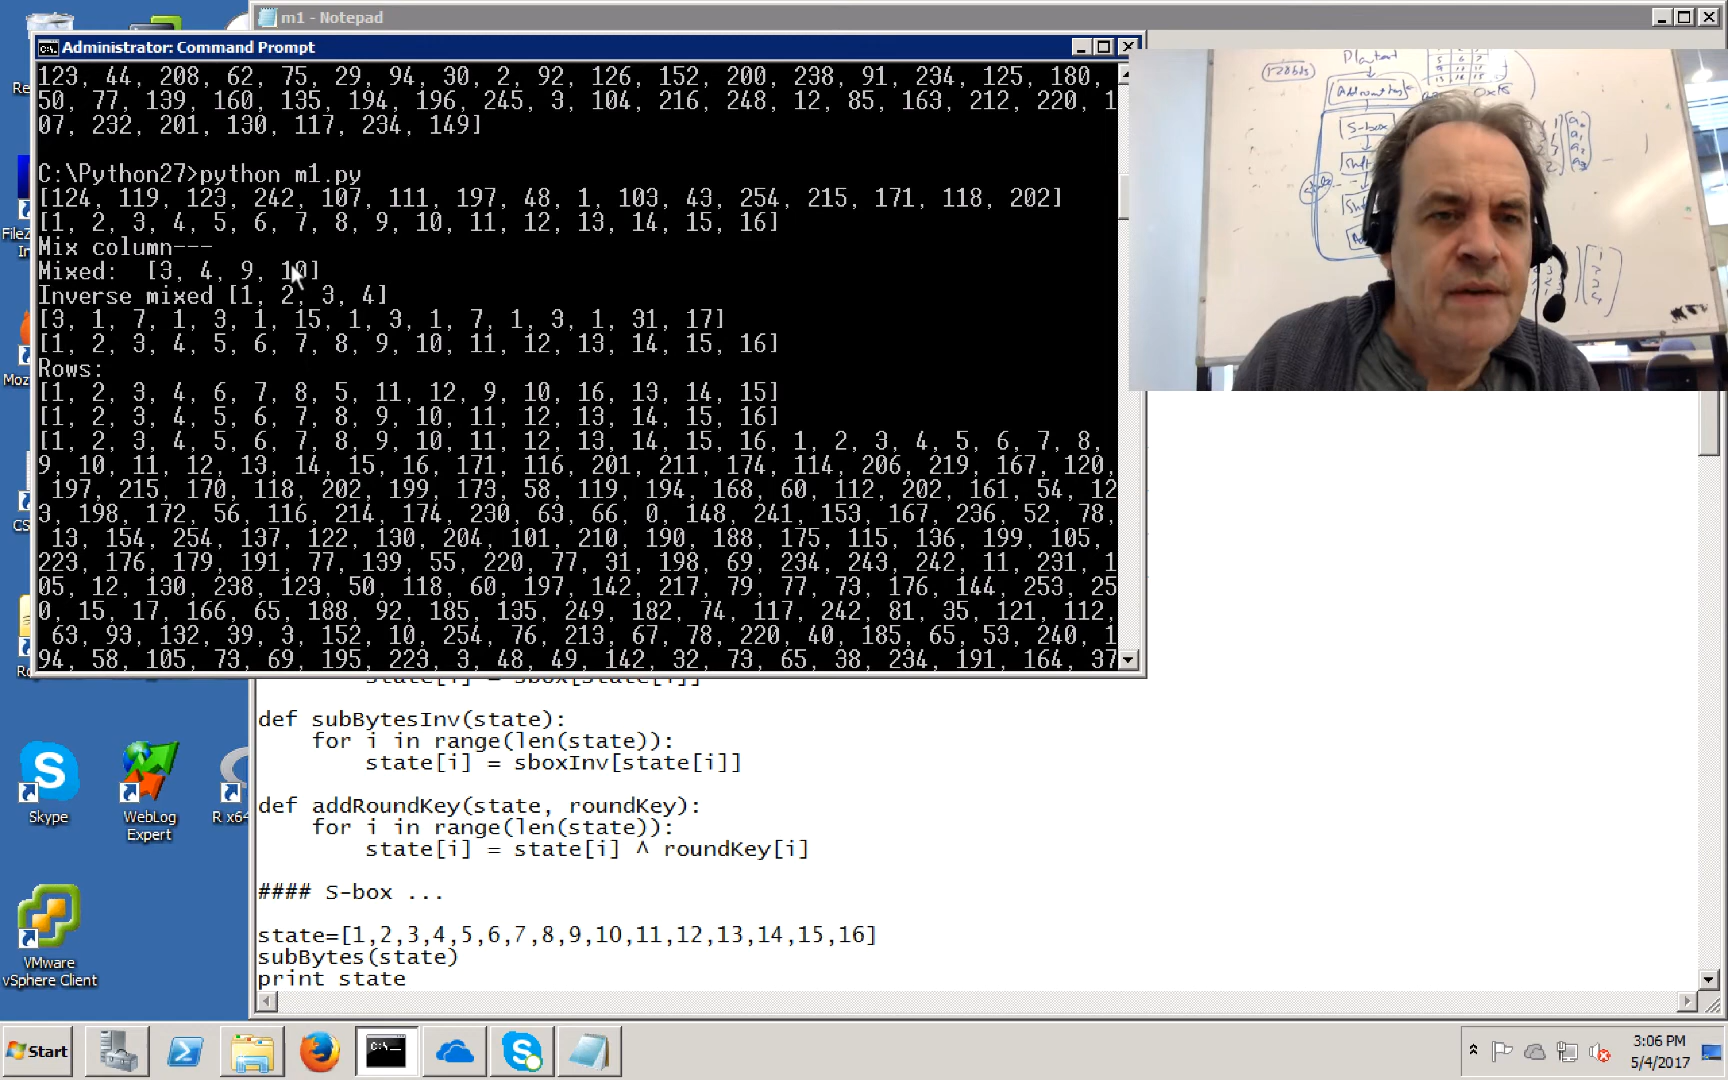 m1 - Notepad
Administrator: Command Prompt
123, 44, 208, 62, 75, 29, 94, 30, 2, 92, 126, 152, 200, 238, 91, 234, 125, 180,
50, 77, 139, 160, 135, 194, 196, 245, 3, 104, 216, 248, 12, 85, 163, 212, 220, 1
07, 232, 201, 130, 117, 234, 149]
C:\Python27>python m1.py
[124, 119, 123, 242, 107, 111, 197, 48, 1, 103, 43, 254, 215, 171, 118, 202]
[1, 2, 3, 4, 5, 6, 7, 8, 9, 10, 11, 12, 13, 14, 15, 16]
Mix column---
Mixed:  [3, 4, 9, 10]
Inverse mixed [1, 2, 3, 4]
[3, 1, 7, 1, 3, 1, 15, 1, 3, 1, 7, 1, 3, 1, 31, 17]
[1, 2, 3, 4, 5, 6, 7, 8, 9, 10, 11, 12, 13, 14, 15, 16]
Rows:
[1, 2, 3, 4, 6, 7, 8, 5, 11, 12, 9, 10, 16, 13, 14, 15]
[1, 2, 3, 4, 5, 6, 7, 8, 9, 10, 11, 12, 13, 14, 15, 16]
[1, 2, 3, 4, 5, 6, 7, 8, 9, 10, 11, 12, 13, 14, 15, 16, 1, 2, 3, 4, 5, 6, 7, 8,
9, 10, 11, 12, 13, 14, 15, 16, 171, 116, 201, 211, 174, 114, 206, 219, 167, 120,
197, 215, 170, 118, 202, 199, 173, 58, 119, 194, 168, 60, 112, 202, 161, 54, 12
3, 198, 172, 56, 116, 214, 174, 230, 63, 66, 0, 148, 241, 153, 167, 236, 52, 78,
13, 154, 254, 137, 122, 130, 204, 101, 210, 190, 188, 175, 115, 136, 199, 105,
223, 176, 179, 191, 77, 139, 55, 220, 77, 31, 198, 69, 234, 243, 242, 11, 231, 1
05, 12, 130, 238, 123, 50, 118, 60, 197, 142, 217, 79, 77, 73, 176, 144, 253, 25
0, 15, 17, 166, 65, 188, 92, 185, 135, 249, 182, 74, 117, 242, 81, 35, 121, 112,
63, 93, 132, 39, 3, 152, 10, 254, 76, 213, 67, 78, 220, 40, 185, 65, 53, 240, 1
94, 58, 105, 73, 69, 195, 223, 3, 48, 49, 142, 32, 73, 65, 38, 234, 191, 164, 37
state[i] = sbox[state[i]]
def subBytesInv(state):
for i in range(len(state)):
state[i] = sboxInv[state[i]]
def addRoundKey(state, roundKey):
for i in range(len(state)):
state[i] = state[i] ^ roundKey[i]
#### S-box ...
state=[1,2,3,4,5,6,7,8,9,10,11,12,13,14,15,16]
subBytes(state)
print state
Skype
WebLog
Expert
R x64
VMware
vSphere Client
Start
3:06 PM
5/4/2017
Plaintext
S-box